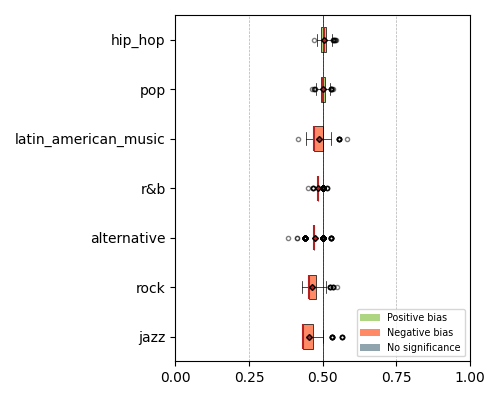 hip_hop
pop
latin_american_music
r&b
alternative
rock
jazz
Positive bias
Negative bias
No significance
0.00 0.25 0.50 0.75 1.00